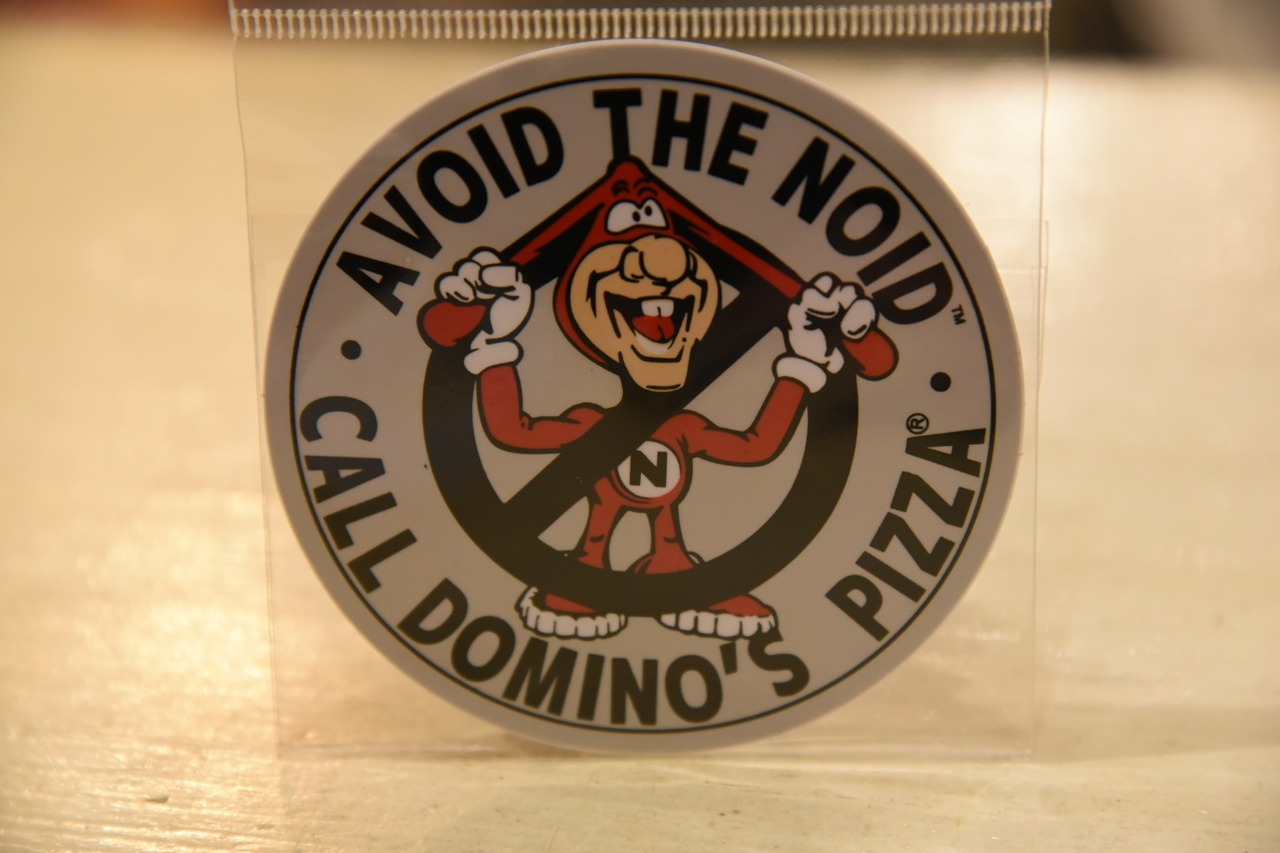 AVOID THE NOID™
• CALL DOMINO'S PIZZA® •
N